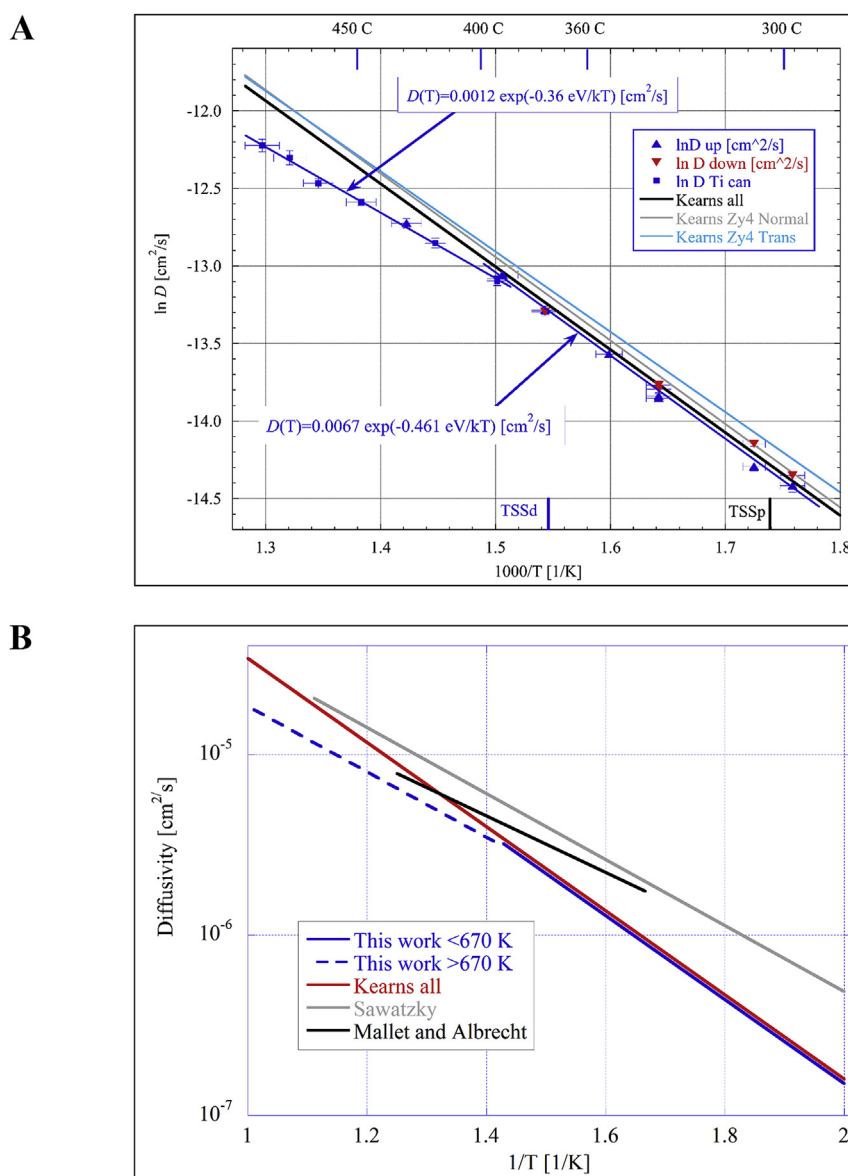 A
450 C 400 C 360 C 300 C
D(T)=0.0012 exp(-0.36 eV/kT) [cm²/s]
-12.0
-12.5
-13.0
-13.5
-14.0
-14.5
ln D [cm²/s]
lnD up [cm^2/s]
ln D down [cm^2/s]
ln D Ti can
Kearns all
Kearns Zy4 Normal
Kearns Zy4 Trans
D(T)=0.0067 exp(-0.461 eV/kT) [cm²/s]
TSSd TSSp
1.3 1.4 1.5 1.6 1.7 1.8
1000/T [1/K]
B
1 1.2 1.4 1.6 1.8 2
10⁻⁵
10⁻⁶
10⁻⁷
Diffusivity [cm²/s]
This work <670 K
This work >670 K
Kearns all
Sawatzky
Mallet and Albrecht
1/T [1/K]